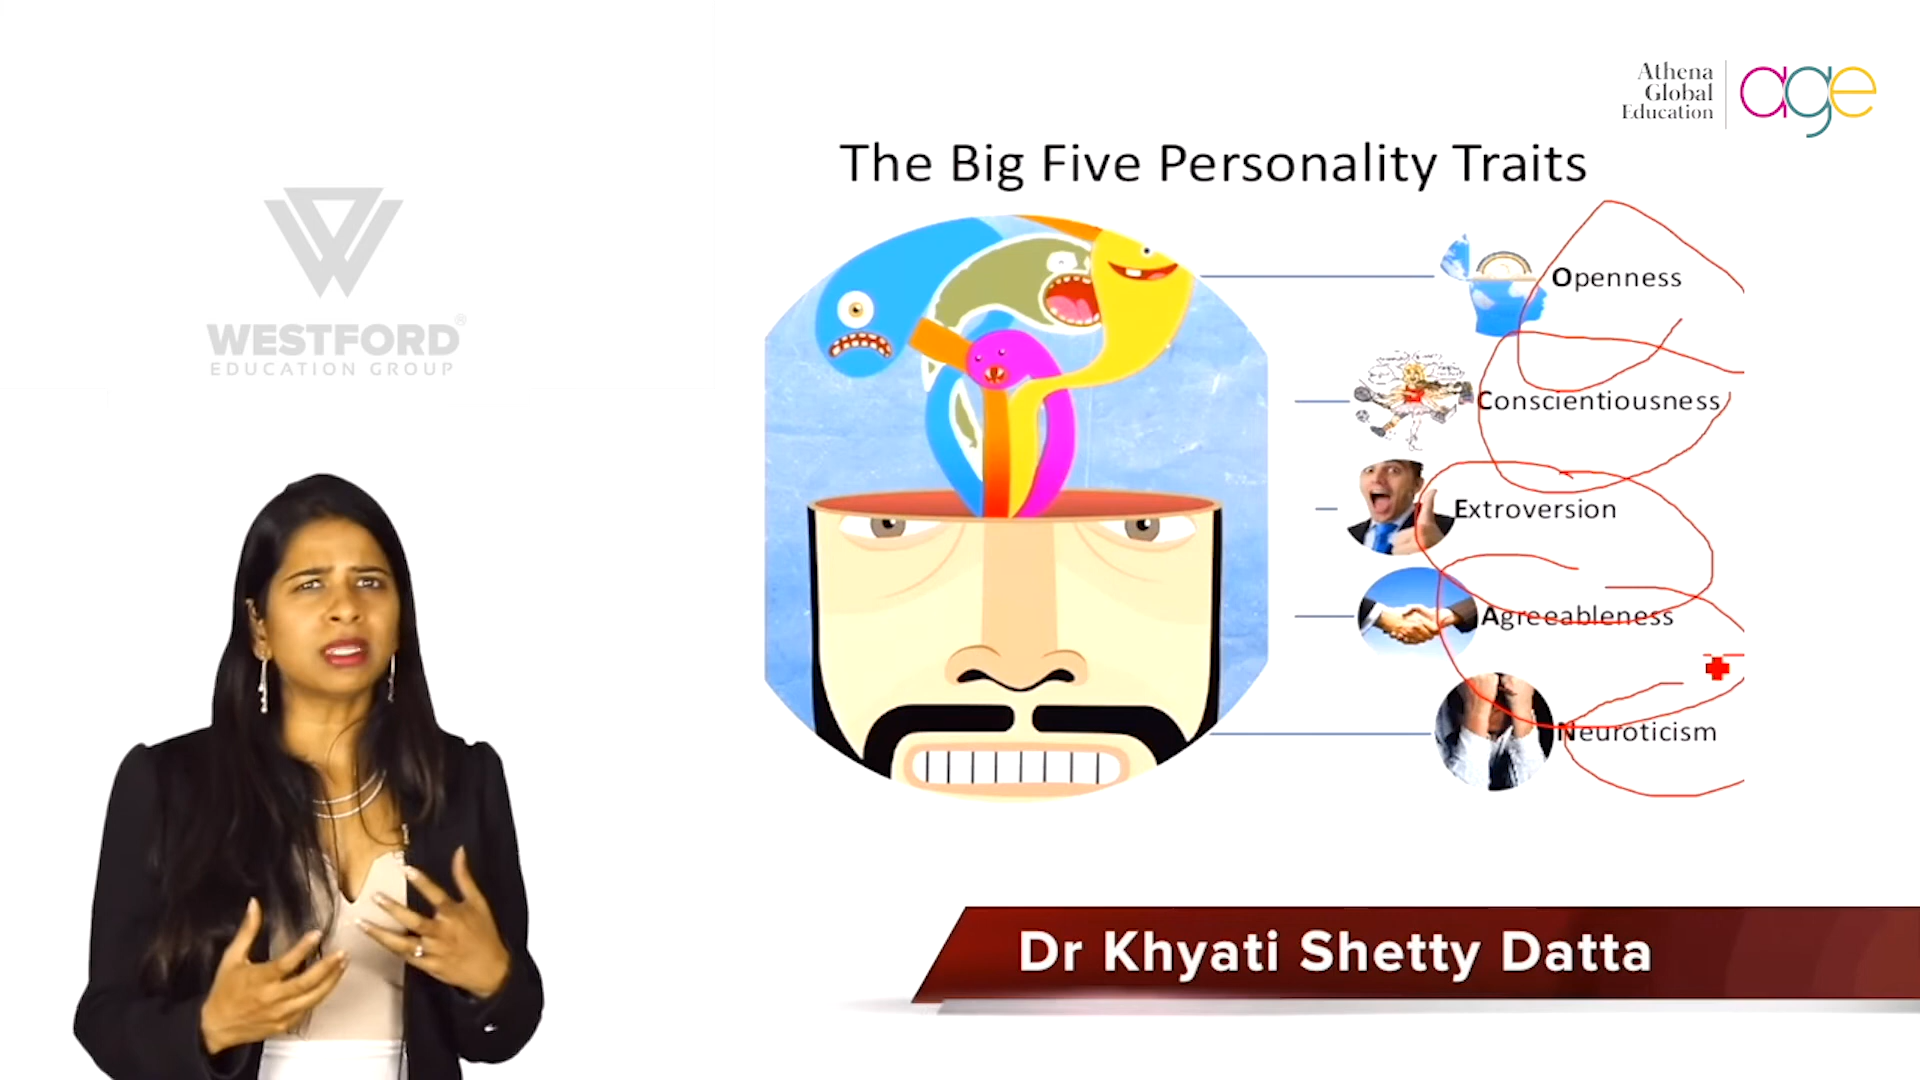 Athena
Global
Education
age
The Big Five Personality Traits
WESTFORD®
EDUCATION GROUP
Openness
Conscientiousness
Extroversion
Agreeableness
Neuroticism
Dr Khyati Shetty Datta